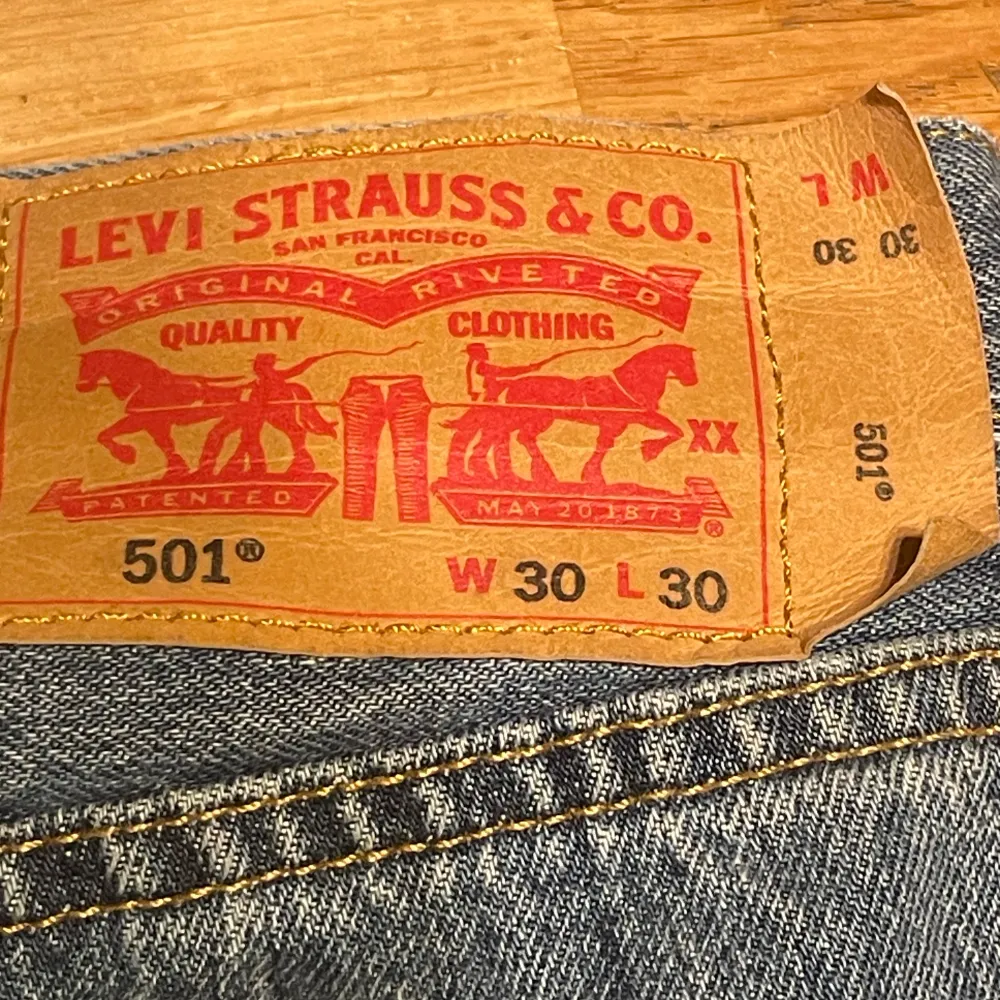 LEVI STRAUSS & CO.
SAN FRANCISCO
CAL.
ORIGINAL RIVETED
QUALITY CLOTHING
XX
PATENTED MAY 20 1873 ®
501® W 30 L 30
W L
30 30
501®